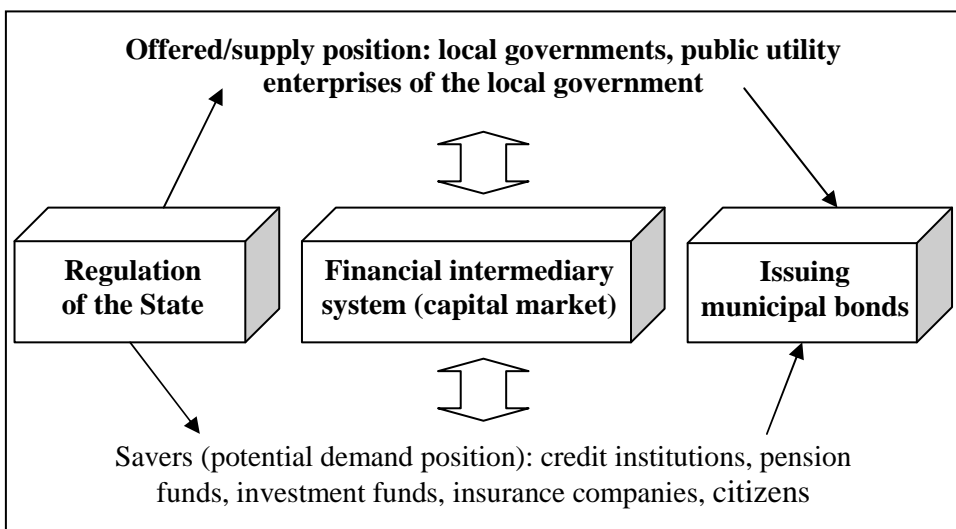 Offered/supply position: local governments, public utility
enterprises of the local government
Regulation
of the State
Financial intermediary
system (capital market)
Issuing
municipal bonds
Savers (potential demand position): credit institutions, pension
funds, investment funds, insurance companies, citizens